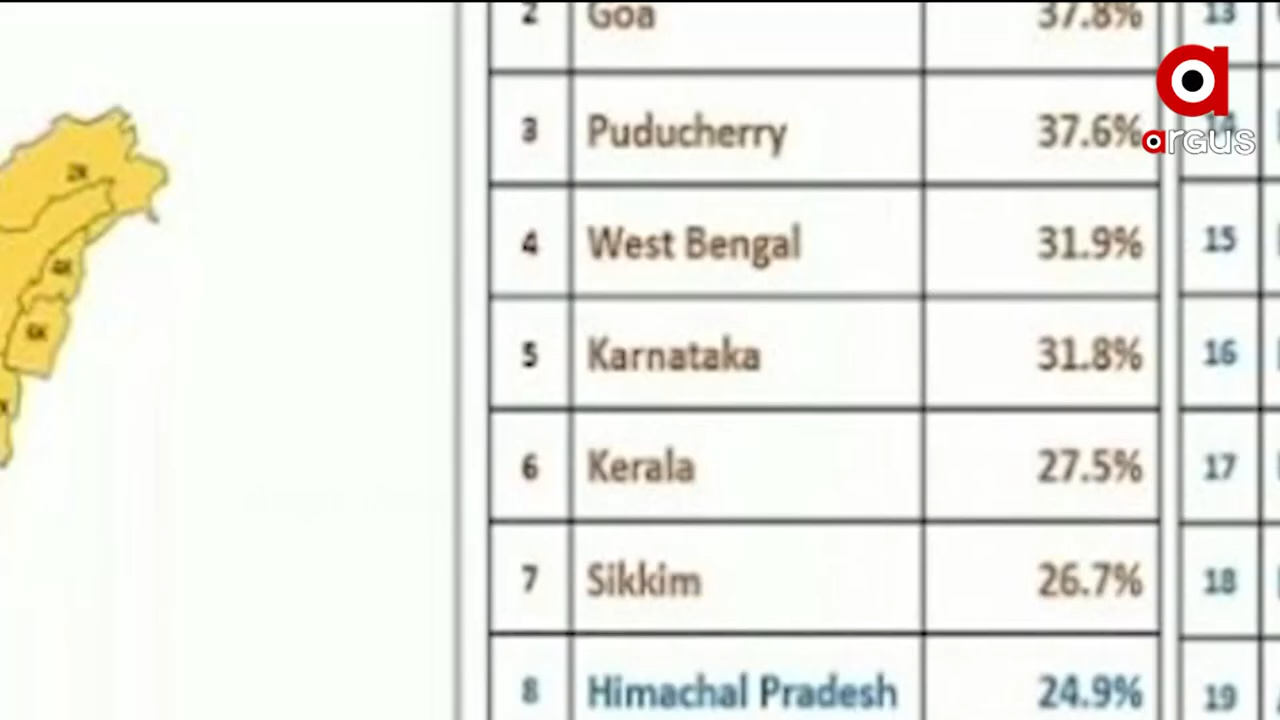 2 Goa 37.8% 13
3 Puducherry 37.6%
argus
4 West Bengal 31.9% 15
5 Karnataka 31.8% 16
6 Kerala 27.5% 17
7 Sikkim 26.7% 18
8 Himachal Pradesh 24.9% 19